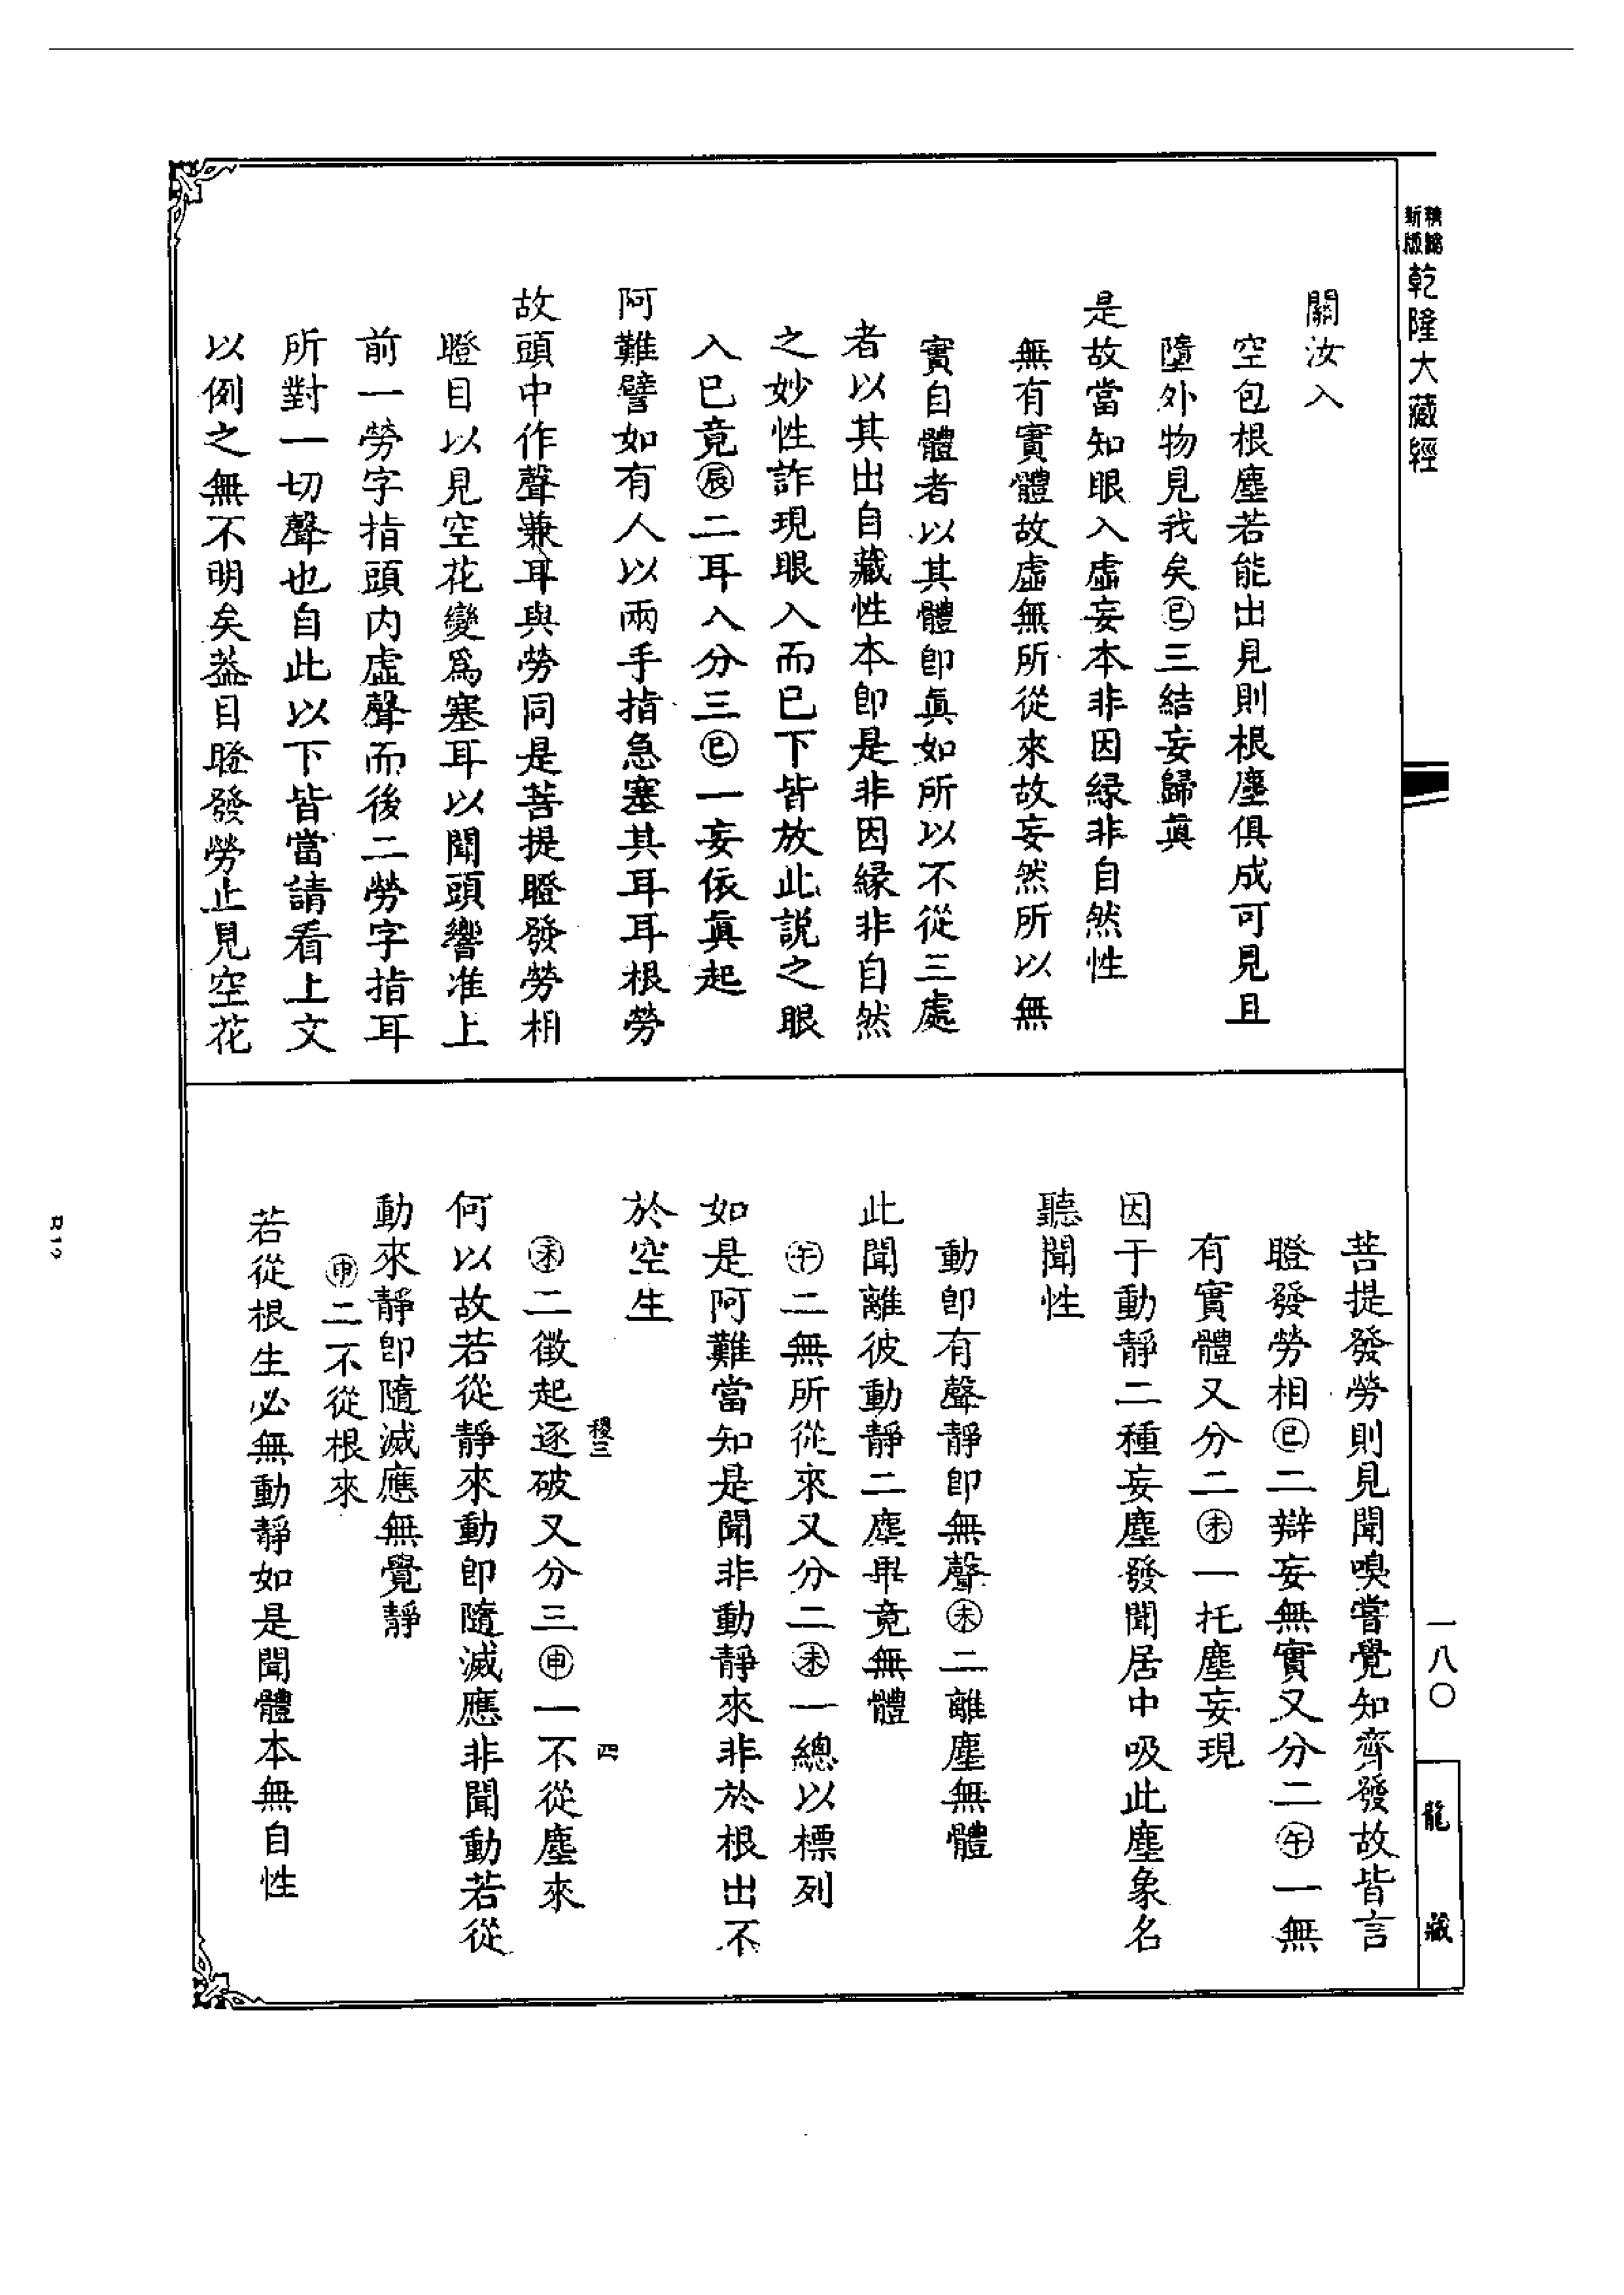 新版
精縮
乾隆大藏經
關汝入
空包根塵若能出見則根塵俱成可見且
墮外物見我矣㊁三結妄歸眞
是故當知眼入虛妄本非因緣非自然性
無有實體故虛無所從來故妄然所以無
實自體者以其體卽眞如所以不從三處
者以其出自藏性本卽是非因緣非自然
之妙性詐現眼入而已下皆放此說之眼
入已竟辰二耳入分三巳一妄依眞起
阿難譬如有人以兩手指急塞其耳耳根勞
故頭中作聲兼耳與勞同是菩提瞪發勞相
瞪目以見空花變爲塞耳以聞頭響准上
前一勞字指頭內虛聲而後二勞字指耳
所對一切聲也自此以下皆當請看上文
以例之無不明矣葢目瞪發勞止見空花
菩提發勞則見聞嗅嘗覺知齊發故皆言
瞪發勞相巳二辯妄無實又分二午一無
有實體又分二未一托塵妄現
因于動靜二種妄塵發聞居中吸此塵象名
聽聞性
動卽有聲靜卽無聲未二離塵無體
此聞離彼動靜二塵畢竟無體
午二無所從來又分二未一總以標列
如是阿難當知是聞非動靜來非於根出不
於空生
稷三
四
未二徵起逐破又分三申一不從塵來
何以故若從靜來動卽隨滅應非聞動若從
動來靜卽隨滅應無覺靜
申二不從根來
若從根生必無動靜如是聞體本無自性
一八〇
龍藏